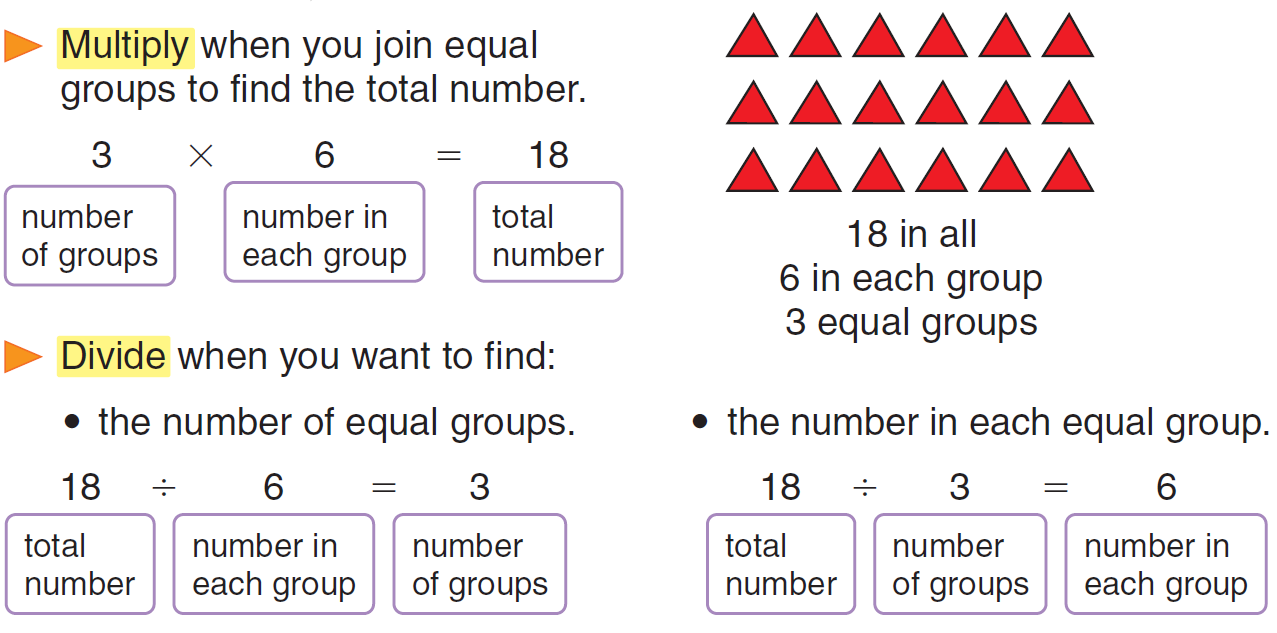 Multiply when you join equal
groups to find the total number.
3 × 6 = 18
number
of groups
number in
each group
total
number
18 in all
6 in each group
3 equal groups
Divide when you want to find:
• the number of equal groups.
18 ÷ 6 = 3
total
number
number in
each group
number
of groups
• the number in each equal group.
18 ÷ 3 = 6
total
number
number
of groups
number in
each group